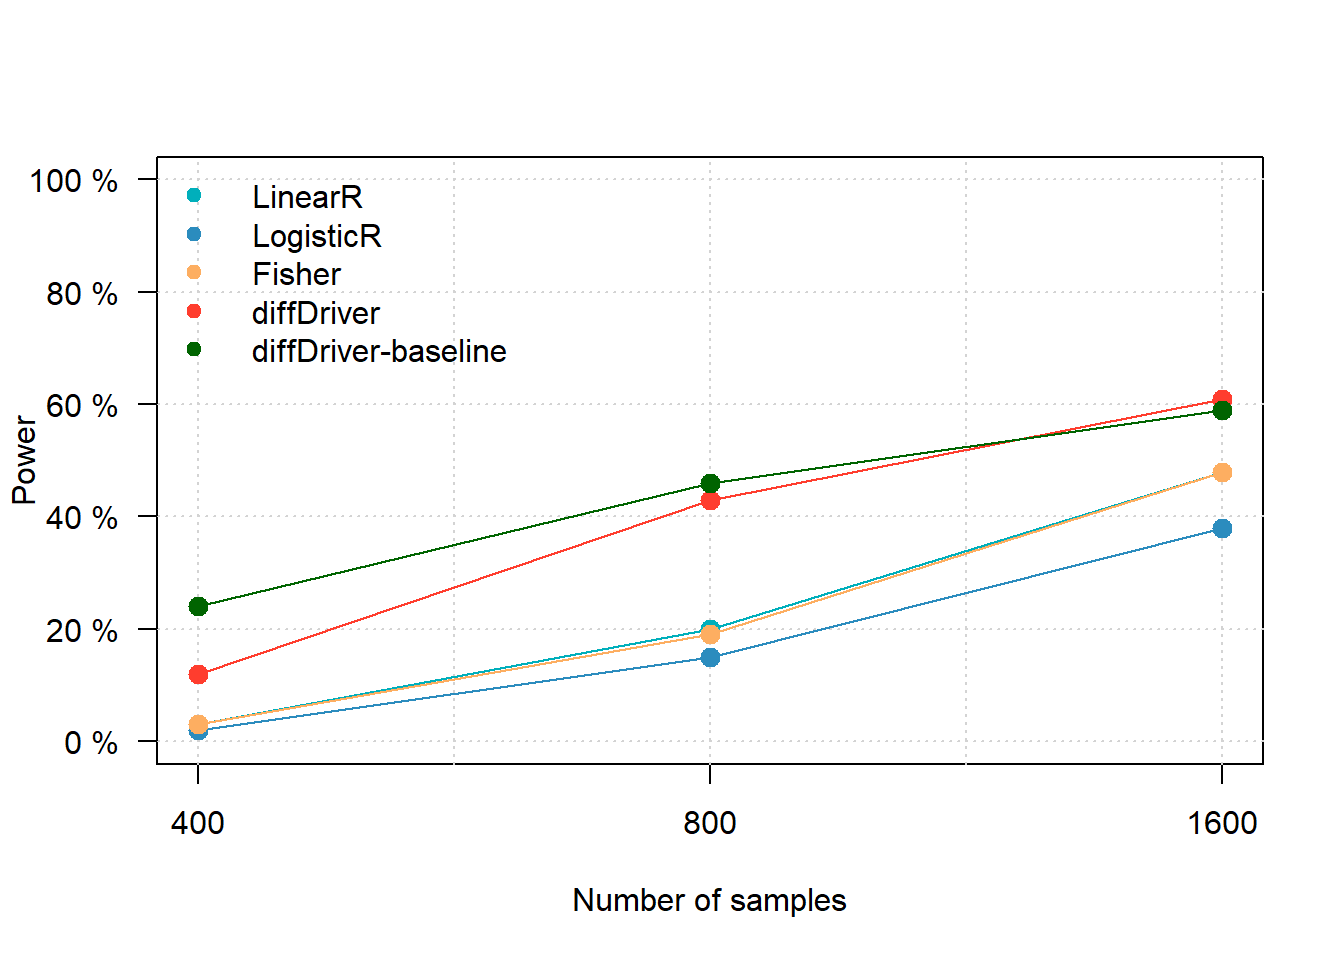 100 %
80 %
60 %
40 %
20 %
0 %
Power
LinearR
LogisticR
Fisher
diffDriver
diffDriver-baseline
400
800
1600
Number of samples